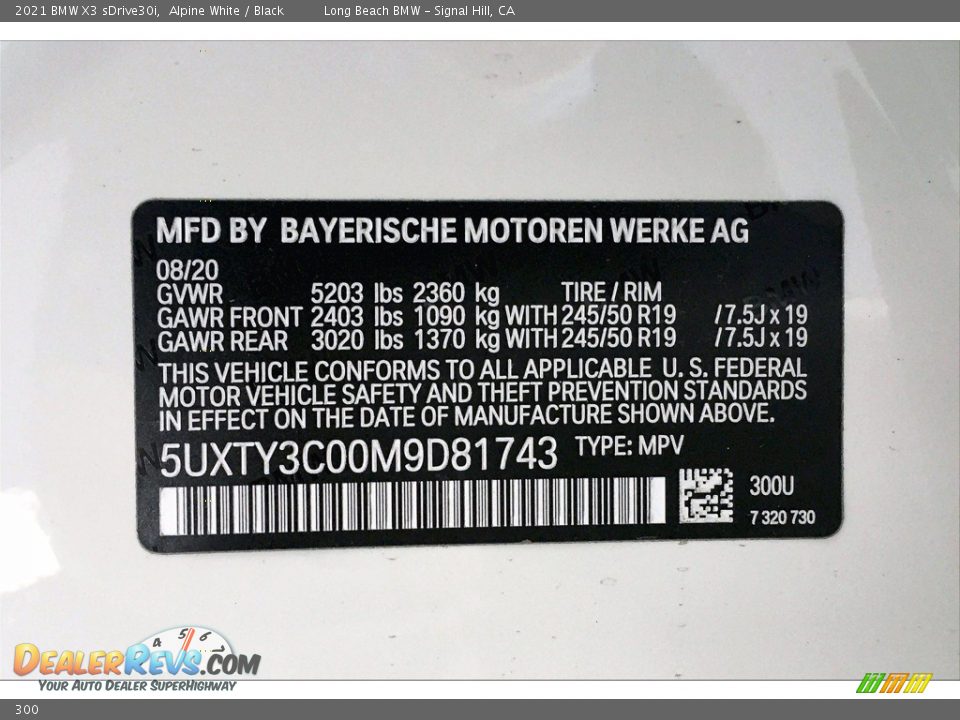 2021 BMW X3 sDrive30i, Alpine White / Black Long Beach BMW - Signal Hill, CA
MFD BY BAYERISCHE MOTOREN WERKE AG
08/20
GVWR 5203 lbs 2360 kg TIRE / RIM
GAWR FRONT 2403 lbs 1090 kg WITH 245/50 R19 / 7.5J x 19
GAWR REAR 3020 lbs 1370 kg WITH 245/50 R19 / 7.5J x 19
THIS VEHICLE CONFORMS TO ALL APPLICABLE U. S. FEDERAL
MOTOR VEHICLE SAFETY AND THEFT PREVENTION STANDARDS
IN EFFECT ON THE DATE OF MANUFACTURE SHOWN ABOVE.
5UXTY3C00M9D81743 TYPE: MPV
300U
7 320 730
4 5 6
DEALERREVS.COM
YOUR AUTO DEALER SUPERHIGHWAY
300